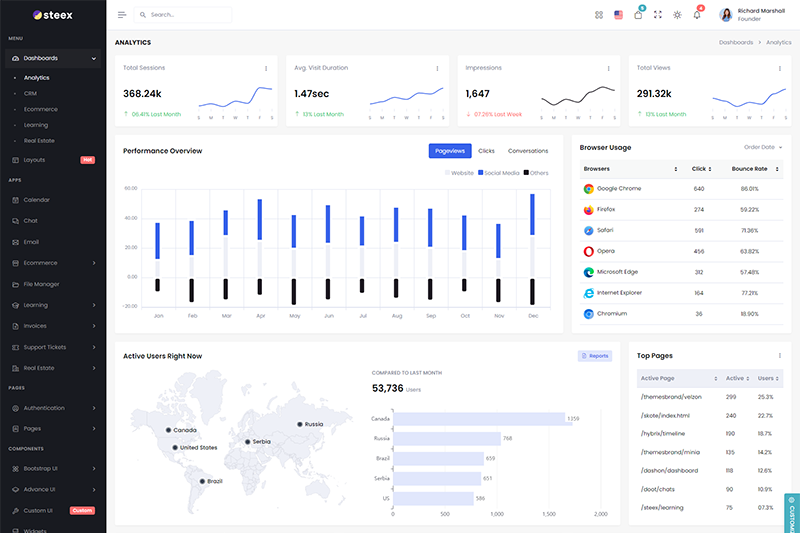 steex
Search...
5
4
Richard Marshall
Founder
MENU
Dashboards
Analytics
CRM
Ecommerce
Learning
Real Estate
Layouts
Hot
APPS
Calendar
Chat
Email
Ecommerce
File Manager
Learning
Invoices
Support Tickets
Real Estate
PAGES
Authentication
Pages
COMPONENTS
Bootstrap UI
Advance UI
Custom UI
Custom
Widgets
ANALYTICS
Dashboards > Analytics
Total Sessions
368.24k
↑ 06.41% Last Month
S M T W T F S
Avg. Visit Duration
1.47sec
↑ 13% Last Month
S M T W T F S
Impressions
1,647
↓ 07.26% Last Week
S M T W T F S
Total Views
291.32k
↑ 13% Last Month
S M T W T F S
Performance Overview
Pageviews
Clicks
Conversations
Website
Social Media
Others
60.00
40.00
20.00
0.00
-20.00
Jan Feb Mar Apr May Jun Jul Aug Sep Oct Nov Dec
Browser Usage
Order Date
Browsers Click Bounce Rate
Google Chrome 640 86.01%
Firefox 274 59.22%
Safari 591 71.36%
Opera 456 63.82%
Microsoft Edge 312 57.48%
Internet Explorer 164 77.21%
Chromium 36 18.90%
Active Users Right Now
Reports
Canada
United States
Brazil
Serbia
Russia
COMPARED TO LAST MONTH
53,736 Users
Canada 1359
Russia 768
Brazil 659
Serbia 651
US 586
0 500 1,000 1,500 2,000
Top Pages
Active Page Active Users
/themesbrand/velzon 299 25.3%
/skote/index.html 240 22.7%
/hybrix/timeline 190 18.7%
/themesbrand/minia 135 14.2%
/dashon/dashboard 118 12.6%
/doot/chats 90 10.9%
/steex/learning 75 07.3%